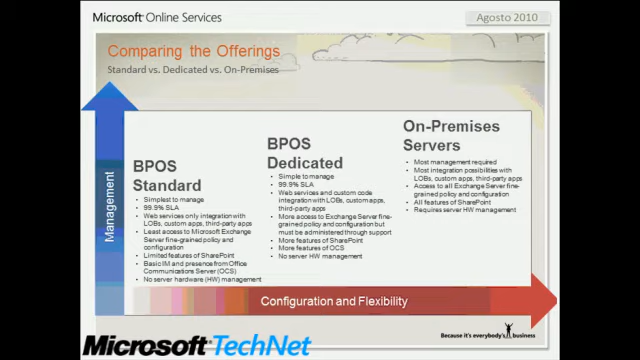 Microsoft Online Services
Agosto 2010
Comparing the Offerings
Standard vs. Dedicated vs. On-Premises
Management
BPOS
Standard
• Simplest to manage
• 99.9% SLA
• Web services only integration with
LOBs, custom apps, third-party apps
• Least access to Microsoft Exchange
Server fine-grained policy and
configuration
• Limited features of SharePoint
• Basic IM and presence from Office
Communications Server (OCS)
• No server hardware (HW) management
BPOS
Dedicated
• Simple to manage
• 99.9% SLA
• Web services and custom code
integration with LOBs, custom apps,
third-party apps
• More access to Exchange Server fine-
grained policy and configuration
but must be administered through support
• More features of SharePoint
• More features of OCS
• No server HW management
On-Premises
Servers
• Most management required
• Most integration possibilities with
LOBs, custom apps, third-party apps
• Access to all Exchange Server fine-
grained policy and configuration
• All features of SharePoint
• Requires server HW management
Configuration and Flexibility
Because it's everybody's business
Microsoft TechNet